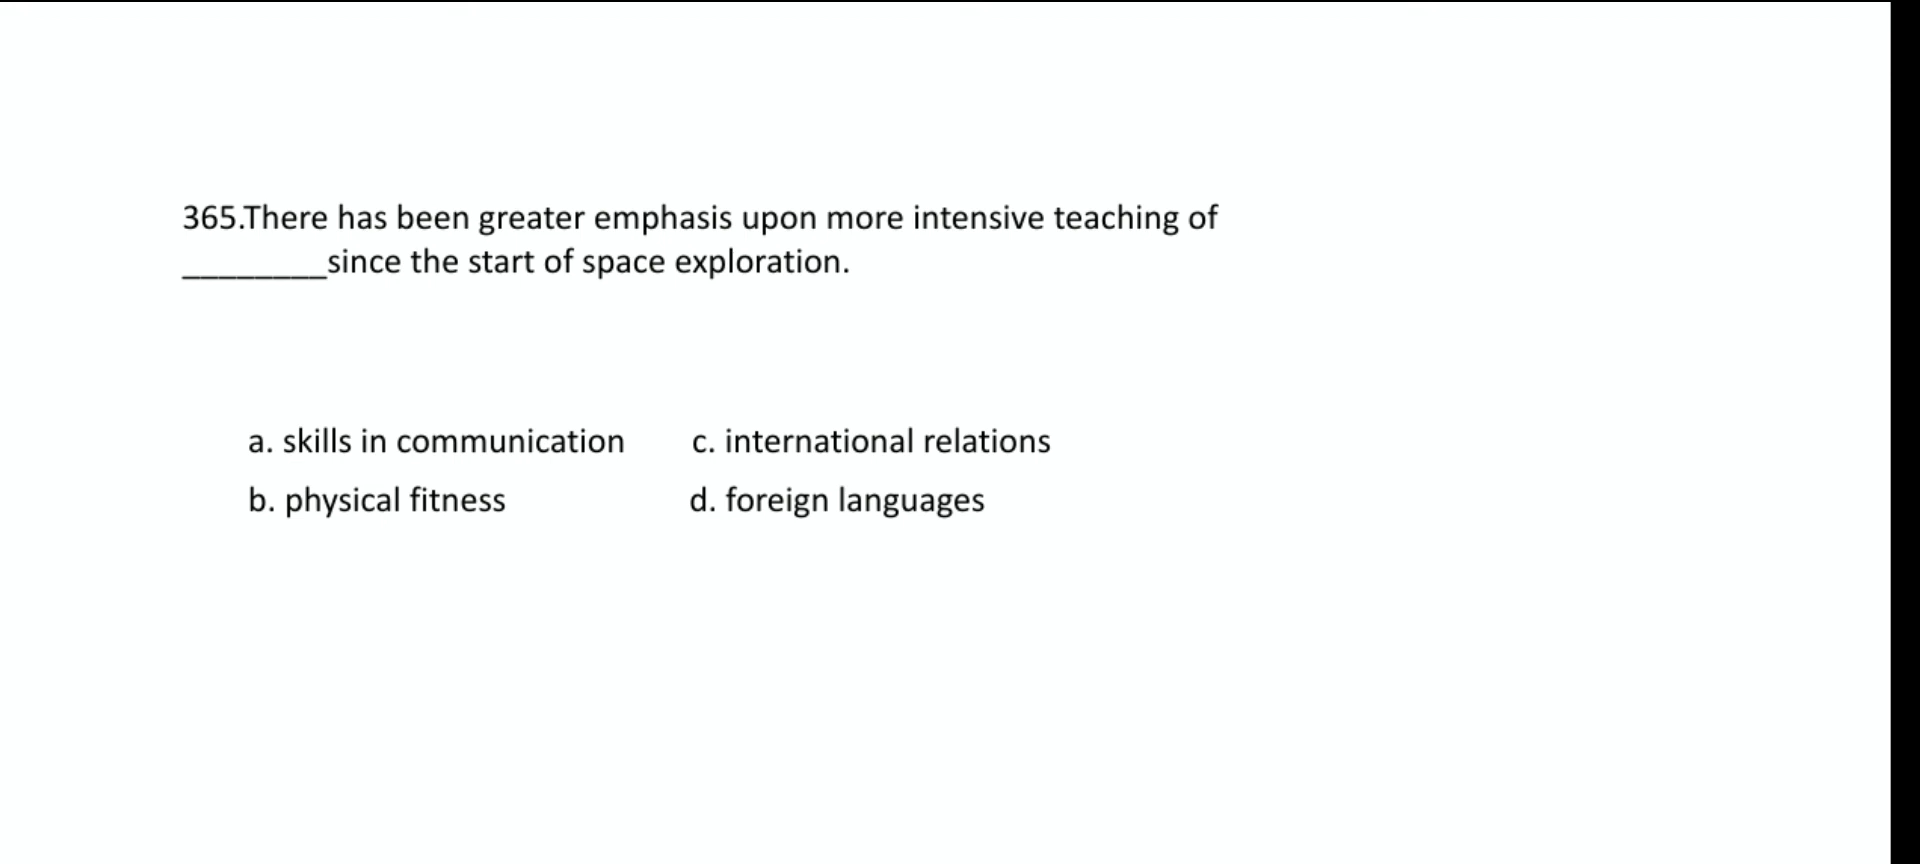 365.There has been greater emphasis upon more intensive teaching of
________since the start of space exploration.
a. skills in communication c. international relations
b. physical fitness d. foreign languages